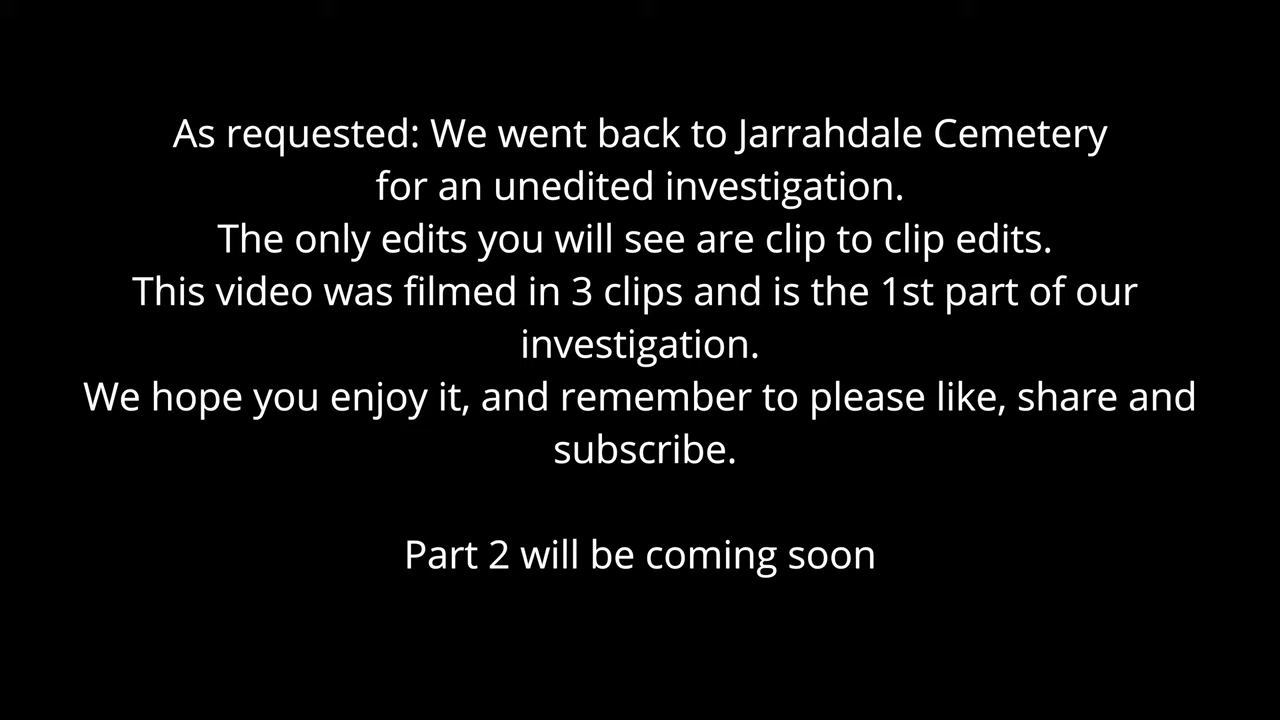 As requested: We went back to Jarrahdale Cemetery
for an unedited investigation.
The only edits you will see are clip to clip edits.
This video was filmed in 3 clips and is the 1st part of our
investigation.
We hope you enjoy it, and remember to please like, share and
subscribe.
Part 2 will be coming soon